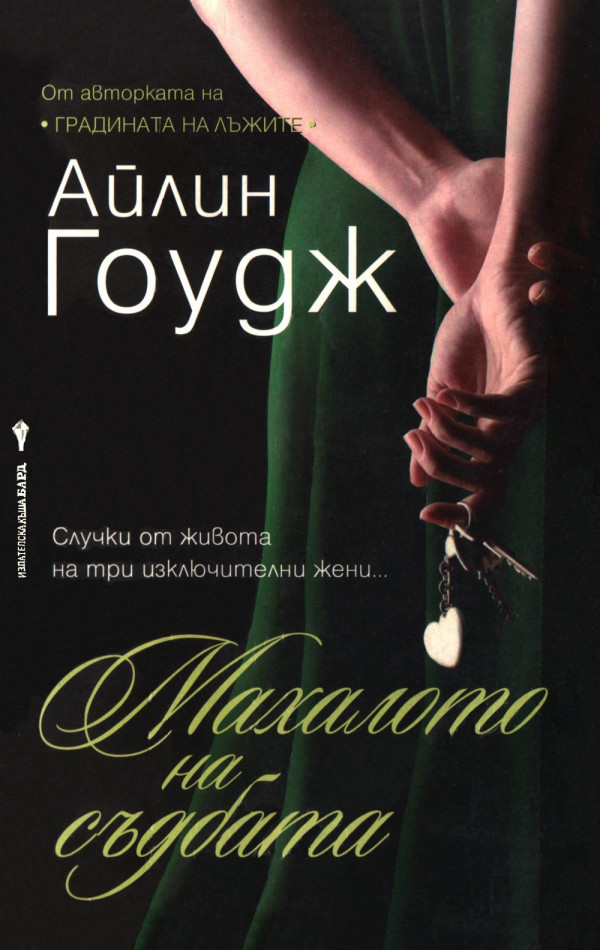 От авторката на
• ГРАДИНАТА НА ЛЪЖИТЕ •
АЙЛИН
ГОУДЖ
ИЗДАТЕЛСКА КЪЩА БАРД
Случки от живота
на три изключителни жени...
Махалото
на
съдбата